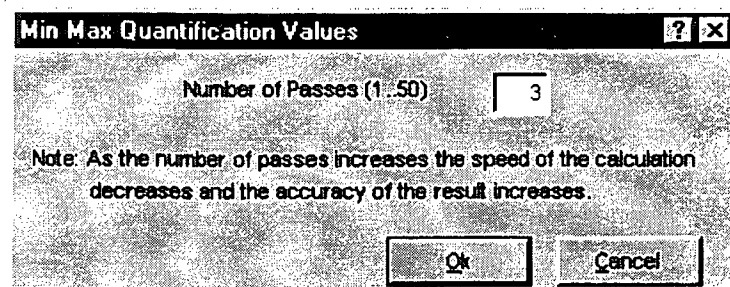 Min Max Quantification Values ? X
Number of Passes (1..50) 3
Note: As the number of passes increases the speed of the calculation
decreases and the accuracy of the result increases.
Ok Cancel